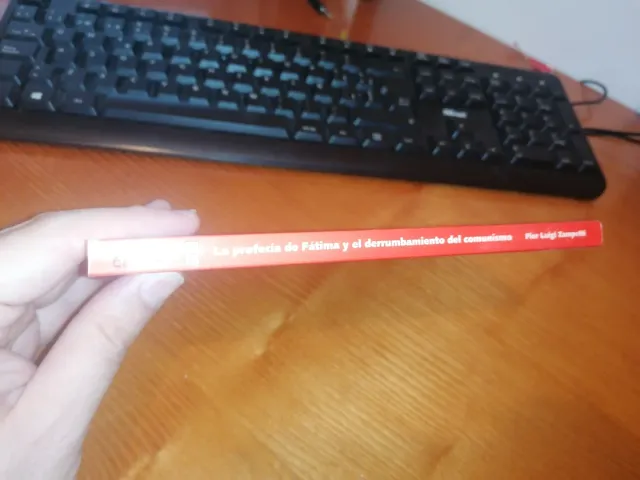 La profecía de Fátima y el derrumbamiento del comunismo Pier Luigi Zampetti